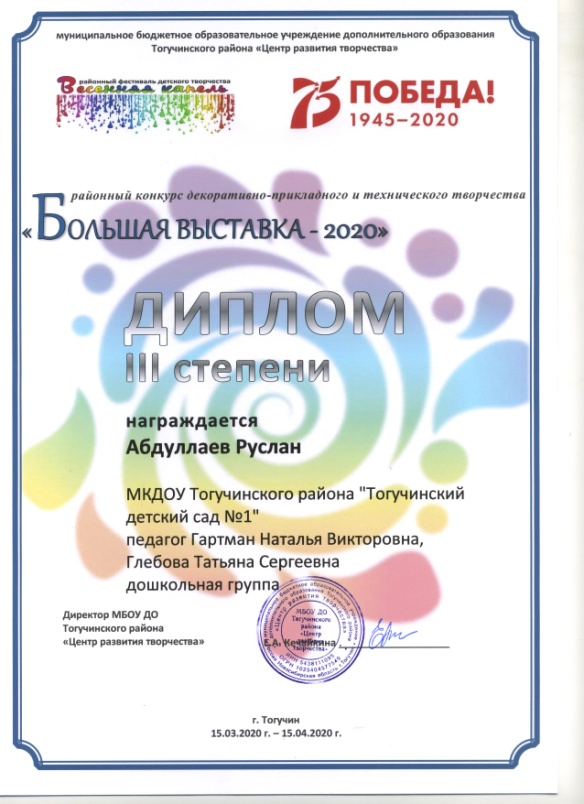 муниципальное бюджетное образовательное учреждение дополнительного образования
Тогучинского района «Центр развития творчества»
районный фестиваль детского творчества
Весенняя капель
75 ПОБЕДА!
1945–2020
районный конкурс декоративно-прикладного и технического творчества
«БОЛЬШАЯ ВЫСТАВКА - 2020»
ДИПЛОМ
III степени
награждается
Абдуллаев Руслан
МКДОУ Тогучинского района "Тогучинский
детский сад №1"
педагог Гартман Наталья Викторовна,
Глебова Татьяна Сергеевна
дошкольная группа
Директор МБОУ ДО
Тогучинского района
«Центр развития творчества»
МБОУ ДО
Тогучинского
района
«Центр
развития
творчества»
ИНН 5438111095
г. Тогучин
15.03.2020 г. – 15.04.2020 г.